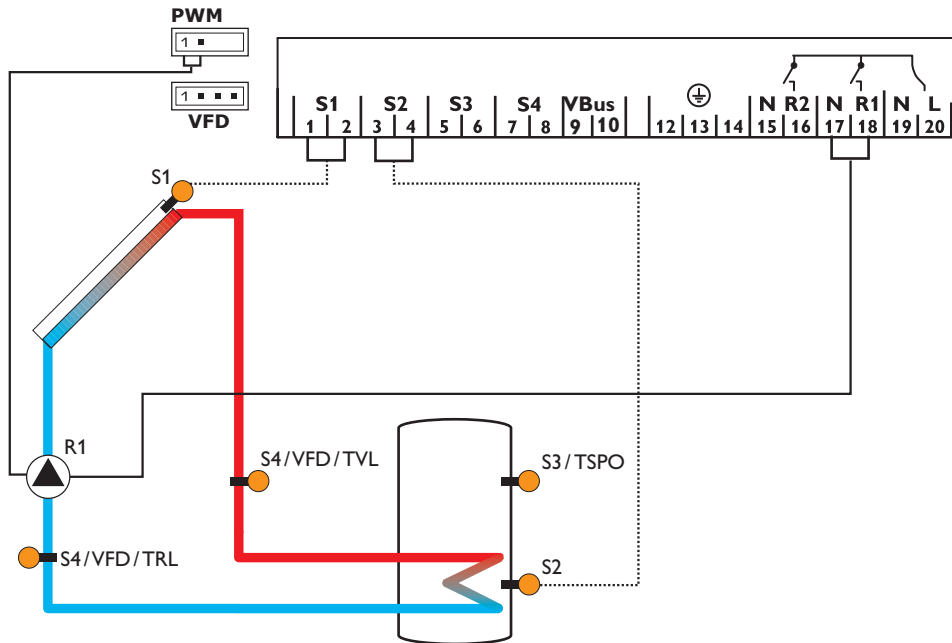 PWM
1
1
VFD
S1 S2 S3 S4 VBus N R2 N R1 N L
1 2 3 4 5 6 7 8 9 10 12 13 14 15 16 17 18 19 20
S1
R1
S4/VFD/TVL
S3/TSPO
S4/VFD/TRL
S2